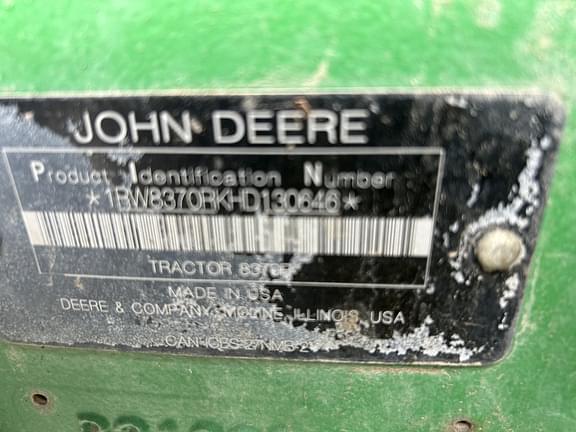 JOHN DEERE
Product Identification Number
*1RW8370RKHD130646*
TRACTOR 8370R
MADE IN USA
DEERE & COMPANY, MOLINE, ILLINOIS, USA